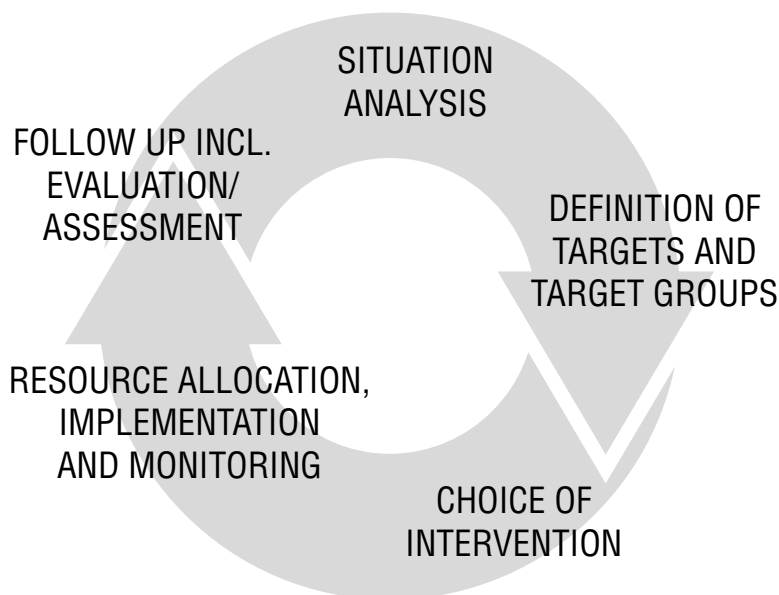 SITUATION
ANALYSIS
DEFINITION OF
TARGETS AND
TARGET GROUPS
CHOICE OF
INTERVENTION
RESOURCE ALLOCATION,
IMPLEMENTATION
AND MONITORING
FOLLOW UP INCL.
EVALUATION/
ASSESSMENT